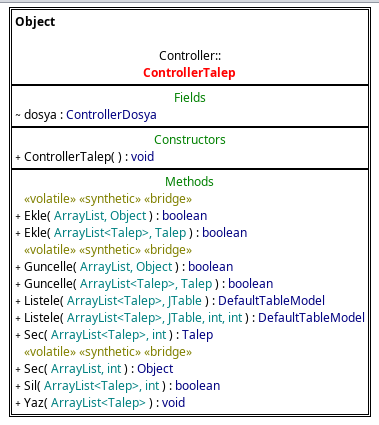 Object
Controller::
ControllerTalep
Fields
~ dosya : ControllerDosya
Constructors
+ ControllerTalep( ) : void
Methods
«volatile» «synthetic» «bridge»
+ Ekle( ArrayList, Object ) : boolean
+ Ekle( ArrayList<Talep>, Talep ) : boolean
«volatile» «synthetic» «bridge»
+ Guncelle( ArrayList, Object ) : boolean
+ Guncelle( ArrayList<Talep>, Talep ) : boolean
+ Listele( ArrayList<Talep>, JTable ) : DefaultTableModel
+ Listele( ArrayList<Talep>, JTable, int, int ) : DefaultTableModel
+ Sec( ArrayList<Talep>, int ) : Talep
«volatile» «synthetic» «bridge»
+ Sec( ArrayList, int ) : Object
+ Sil( ArrayList<Talep>, int ) : boolean
+ Yaz( ArrayList<Talep> ) : void